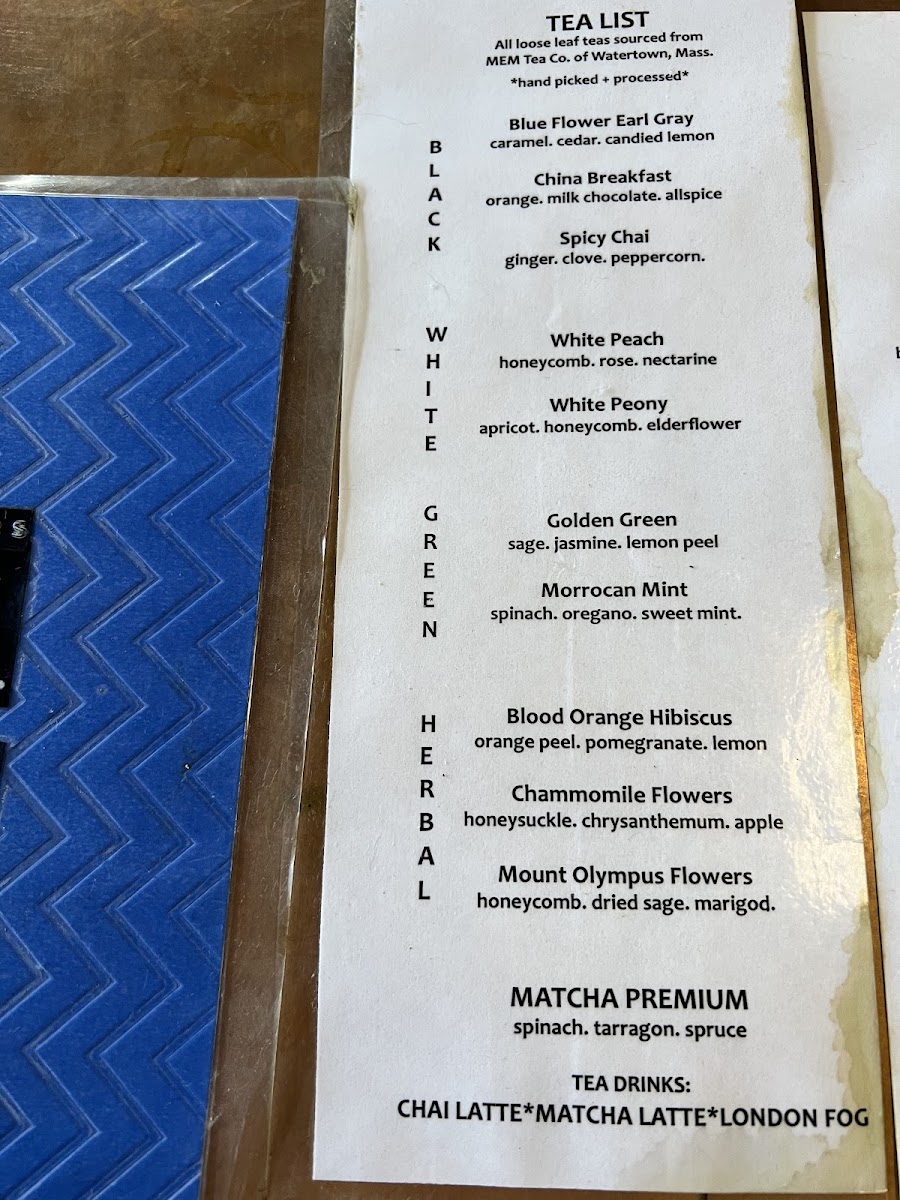 TEA LIST
All loose leaf teas sourced from
MEM Tea Co. of Watertown, Mass.
*hand picked + processed*
BLACK
Blue Flower Earl Gray
caramel. cedar. candied lemon
China Breakfast
orange. milk chocolate. allspice
Spicy Chai
ginger. clove. peppercorn.
WHITE
White Peach
honeycomb. rose. nectarine
White Peony
apricot. honeycomb. elderflower
GREEN
Golden Green
sage. jasmine. lemon peel
Morrocan Mint
spinach. oregano. sweet mint.
HERBAL
Blood Orange Hibiscus
orange peel. pomegranate. lemon
Chammomile Flowers
honeysuckle. chrysanthemum. apple
Mount Olympus Flowers
honeycomb. dried sage. marigod.
MATCHA PREMIUM
spinach. tarragon. spruce
TEA DRINKS:
CHAI LATTE*MATCHA LATTE*LONDON FOG